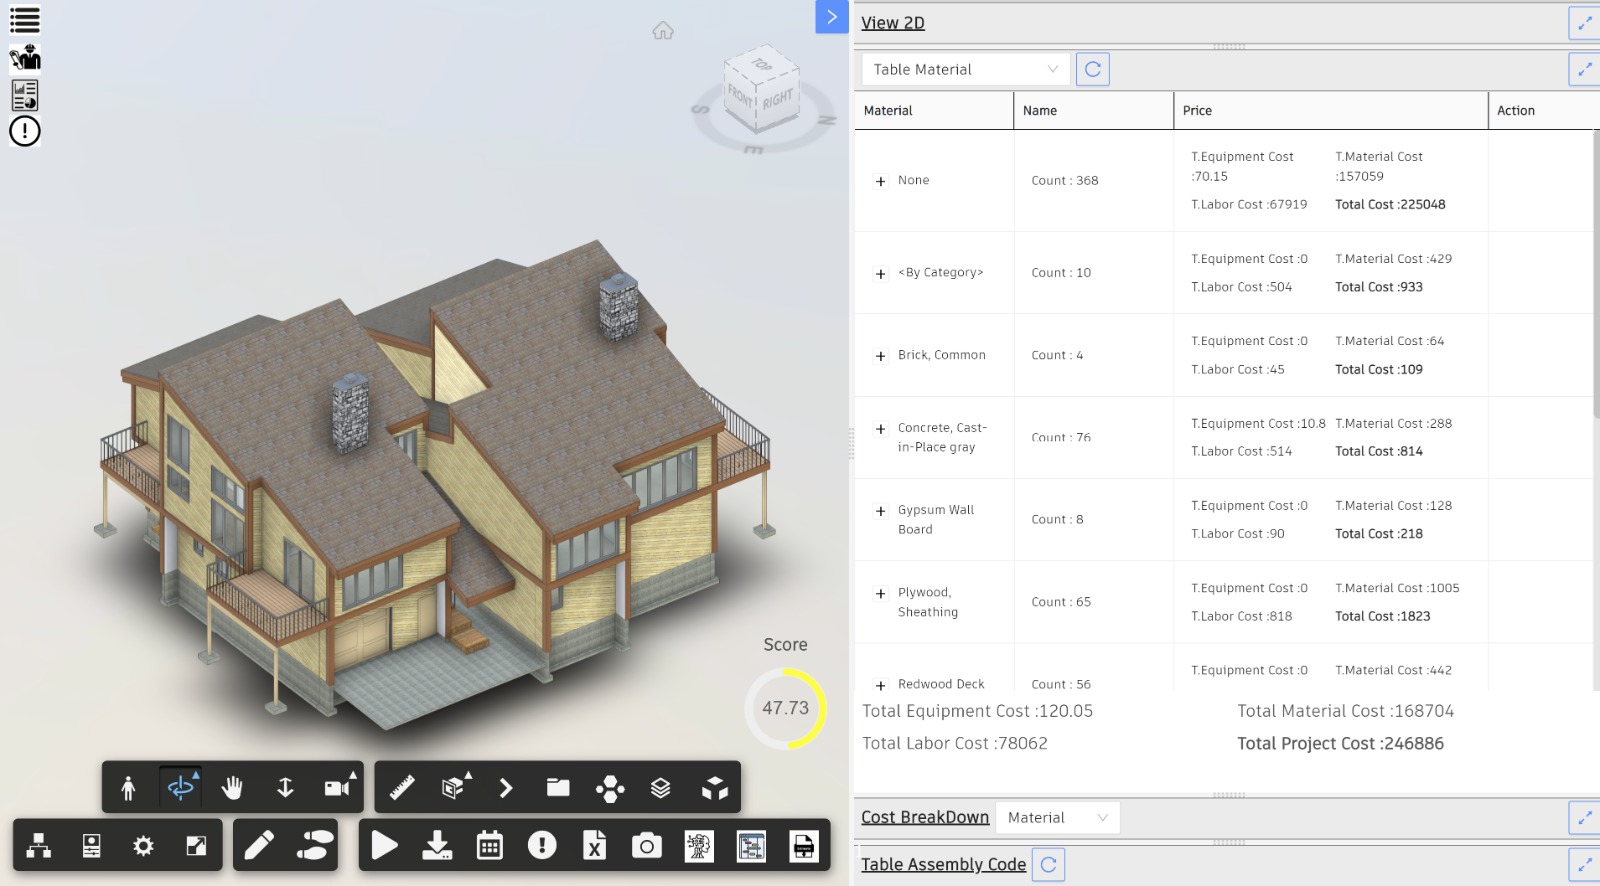 View 2D
Table Material
Material Name Price Action
None
Count : 368
T.Equipment Cost :70.15
T.Material Cost :157059
T.Labor Cost :67919
Total Cost :225048
<By Category>
Count : 10
T.Equipment Cost :0
T.Material Cost :429
T.Labor Cost :504
Total Cost :933
Brick, Common
Count : 4
T.Equipment Cost :0
T.Material Cost :64
T.Labor Cost :45
Total Cost :109
Concrete, Cast-
in-Place gray
Count : 76
T.Equipment Cost :10.8
T.Material Cost :288
T.Labor Cost :514
Total Cost :814
Gypsum Wall
Board
Count : 8
T.Equipment Cost :0
T.Material Cost :128
T.Labor Cost :90
Total Cost :218
Plywood,
Sheathing
Count : 65
T.Equipment Cost :0
T.Material Cost :1005
T.Labor Cost :818
Total Cost :1823
Redwood Deck
Count : 56
T.Equipment Cost :0
T.Material Cost :442
Total Equipment Cost :120.05
Total Material Cost :168704
Total Labor Cost :78062
Total Project Cost :246886
Cost BreakDown
Material
Table Assembly Code
TOP
FRONT
RIGHT
S
E
N
Score
47.73